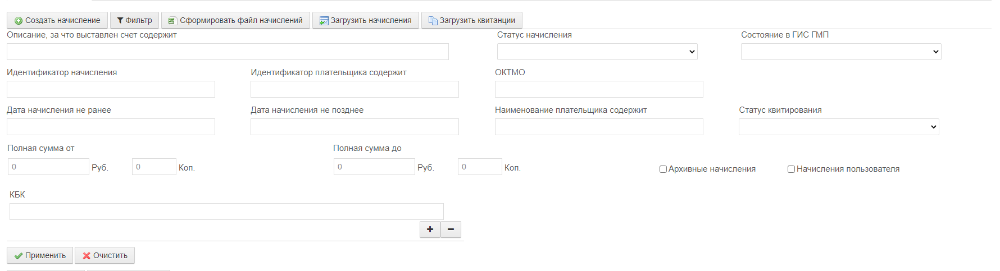 Создать начисление Фильтр Сформировать файл начислений Загрузить начисления Загрузить квитанции
Описание, за что выставлен счет содержит Статус начисления Состояние в ГИС ГМП
Идентификатор начисления Идентификатор плательщика содержит ОКТМО
Дата начисления не ранее Дата начисления не позднее Наименование плательщика содержит Статус квитирования
Полная сумма от Полная сумма до
0 Руб. 0 Коп. 0 Руб. 0 Коп. Архивные начисления Начисления пользователя
КБК
Применить Очистить